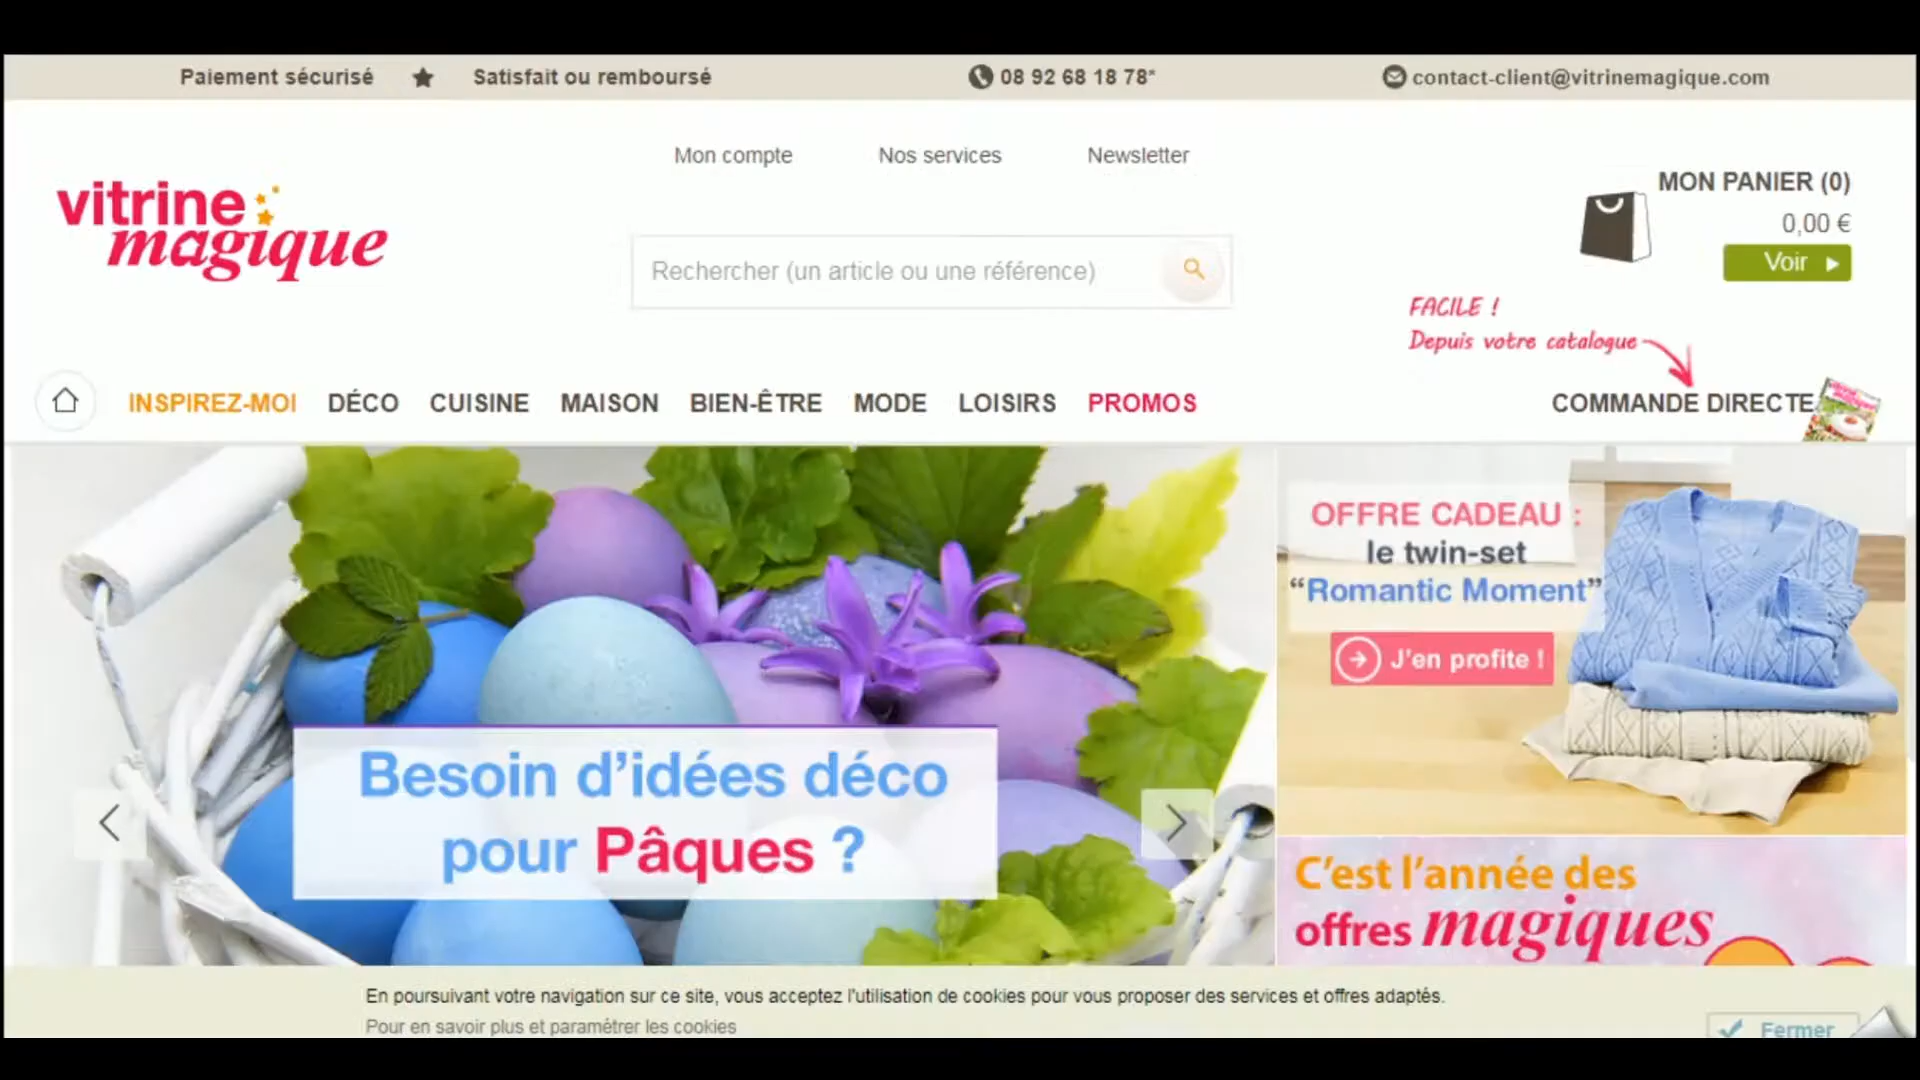 Paiement sécurisé ★ Satisfait ou remboursé
08 92 68 18 78*
contact-client@vitrinemagique.com
Mon compte
Nos services
Newsletter
vitrine
magique
MON PANIER (0)
0,00 €
Voir
Rechercher (un article ou une référence)
FACILE !
Depuis votre catalogue
INSPIREZ-MOI
DÉCO
CUISINE
MAISON
BIEN-ÊTRE
MODE
LOISIRS
PROMOS
COMMANDE DIRECTE
Besoin d'idées déco
pour Pâques ?
OFFRE CADEAU :
le twin-set
“Romantic Moment”
J'en profite !
C'est l'année des
offres magiques
En poursuivant votre navigation sur ce site, vous acceptez l'utilisation de cookies pour vous proposer des services et offres adaptés.
Pour en savoir plus et paramétrer les cookies
Fermer